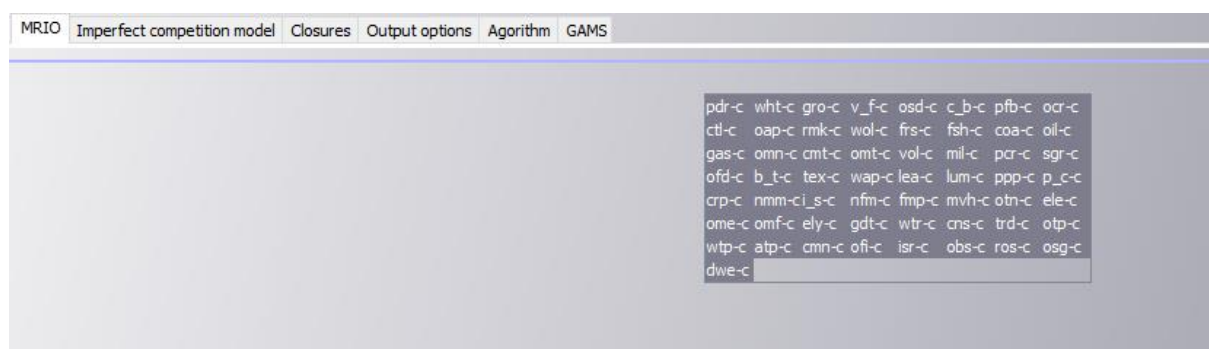 MRIO Imperfect competition model Closures Output options Agorithm GAMS
pdr-c wht-c gro-c v_f-c osd-c c_b-c pfb-c ocr-c
ctl-c oap-c rmk-c wol-c frs-c fsh-c coa-c oil-c
gas-c omn-c cmt-c omt-c vol-c mil-c pcr-c sgr-c
ofd-c b_t-c tex-c wap-c lea-c lum-c ppp-c p_c-c
crp-c nmm-c i_s-c nfm-c fmp-c mvh-c otn-c ele-c
ome-c omf-c ely-c gdt-c wtr-c cns-c trd-c otp-c
wtp-c atp-c cmn-c ofi-c isr-c obs-c ros-c osg-c
dwe-c